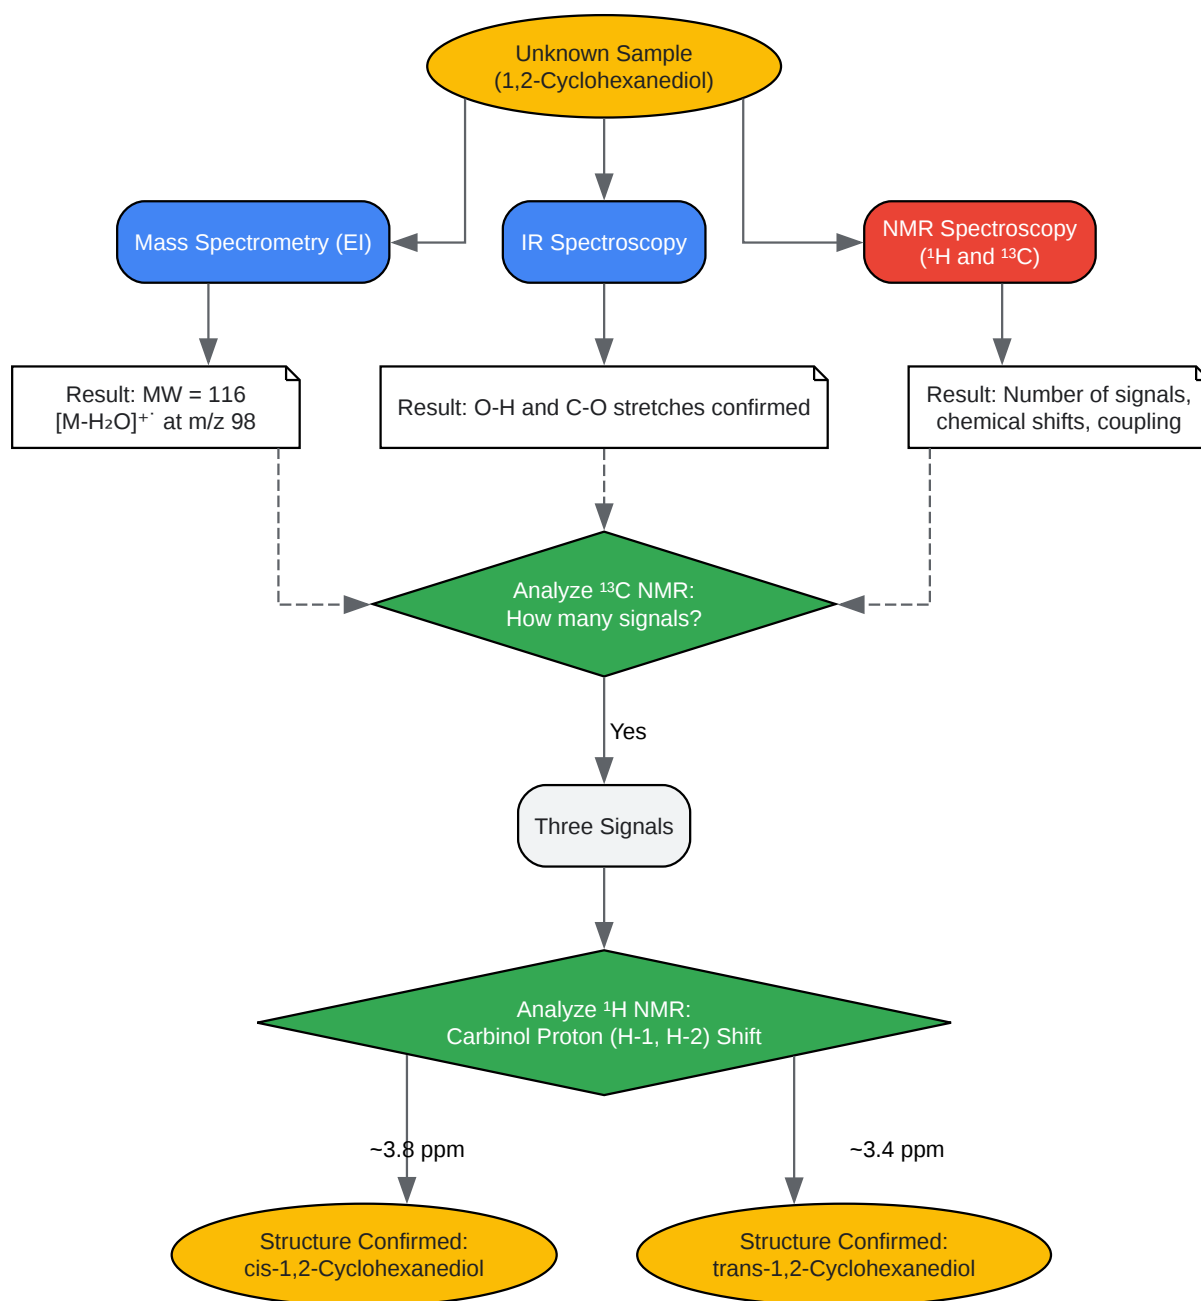 Unknown Sample
(1,2-Cyclohexanediol)
Mass Spectrometry (EI)
IR Spectroscopy
NMR Spectroscopy
(¹H and ¹³C)
Result: MW = 116
[M-H₂O]⁺˙ at m/z 98
Result: O-H and C-O stretches confirmed
Result: Number of signals,
chemical shifts, coupling
Analyze ¹³C NMR:
How many signals?
Yes
Three Signals
Analyze ¹H NMR:
Carbinol Proton (H-1, H-2) Shift
~3.8 ppm
~3.4 ppm
Structure Confirmed:
cis-1,2-Cyclohexanediol
Structure Confirmed:
trans-1,2-Cyclohexanediol